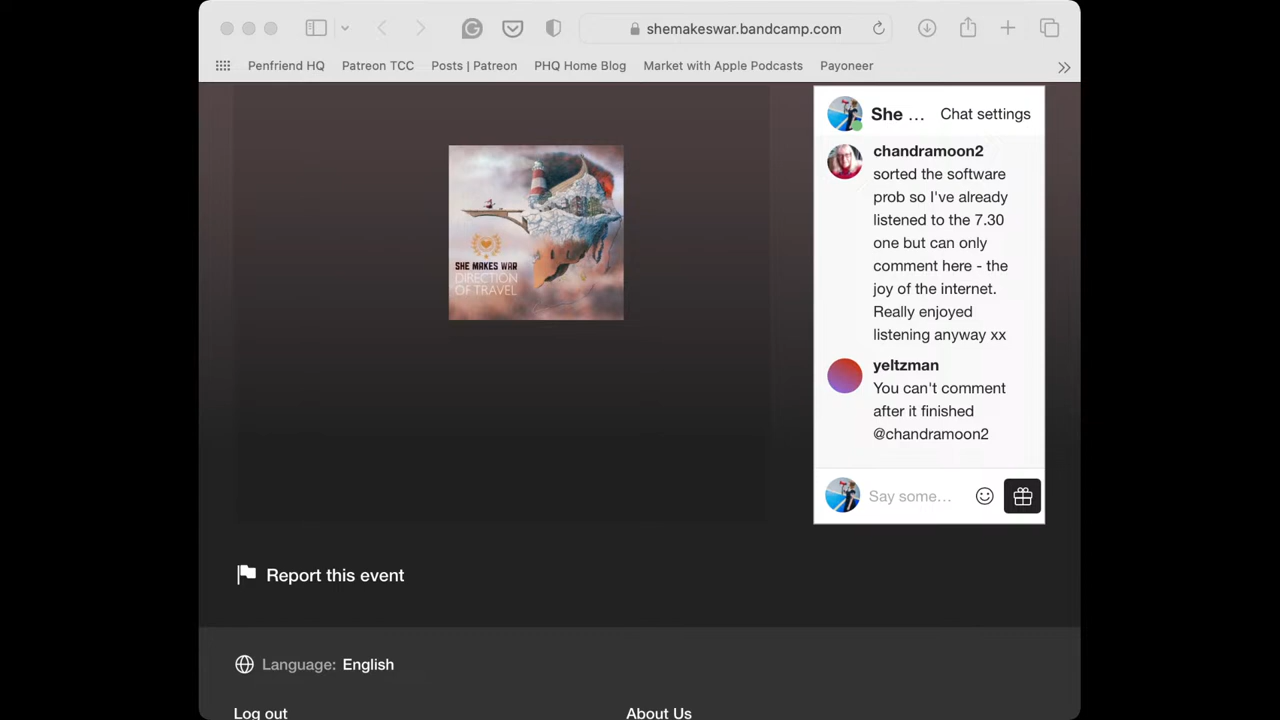 shemakeswar.bandcamp.com
Penfriend HQ Patreon TCC Posts | Patreon PHQ Home Blog Market with Apple Podcasts Payoneer
She ... Chat settings
chandramoon2
sorted the software
prob so I've already
listened to the 7.30
one but can only
comment here - the
joy of the internet.
Really enjoyed
listening anyway xx
yeltzman
You can't comment
after it finished
@chandramoon2
Say some...
SHE MAKES WAR
DIRECTION
OF TRAVEL
Report this event
Language: English
Log out About Us